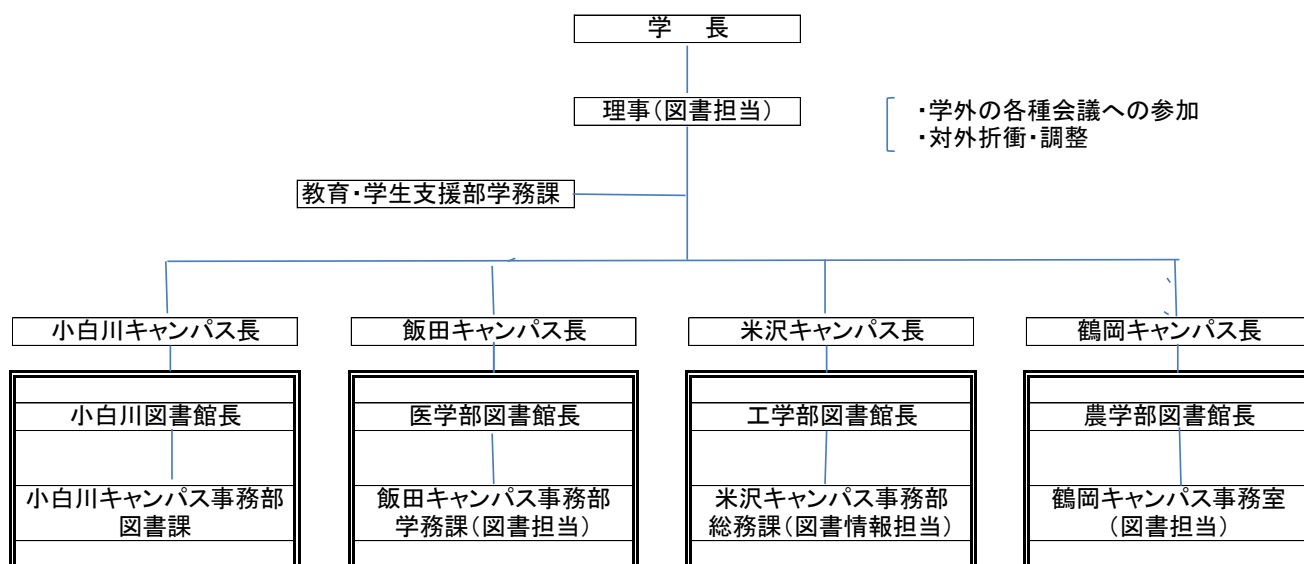 学　長
理事(図書担当)
・学外の各種会議への参加
・対外折衝・調整
教育・学生支援部学務課
小白川キャンパス長
飯田キャンパス長
米沢キャンパス長
鶴岡キャンパス長
小白川図書館長
医学部図書館長
工学部図書館長
農学部図書館長
小白川キャンパス事務部
図書課
飯田キャンパス事務部
学務課(図書担当)
米沢キャンパス事務部
総務課(図書情報担当)
鶴岡キャンパス事務室
(図書担当)